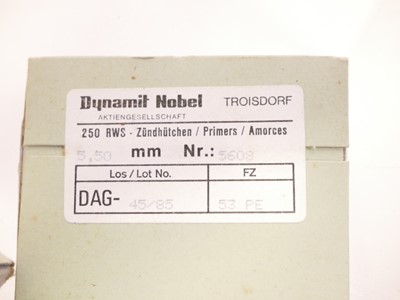 Dynamit Nobel TROISDORF
AKTIENGESELLSCHAFT
250 RWS - Zündhütchen / Primers / Amorces
5,50 mm Nr.: 5608
Los / Lot No. FZ
DAG- 45/85 53 PE